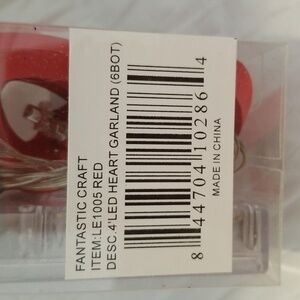 FANTASTIC CRAFT
ITEM:LE1005 RED
DESC:4'LED HEART GARLAND (6BOT)
8 44704 10286 4
MADE IN CHINA